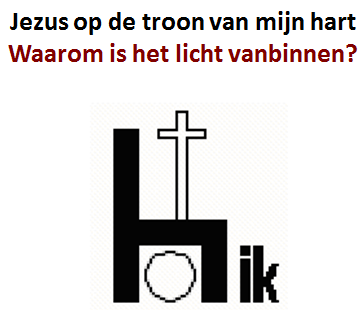 Jezus op de troon van mijn hart
Waarom is het licht vanbinnen?
ik